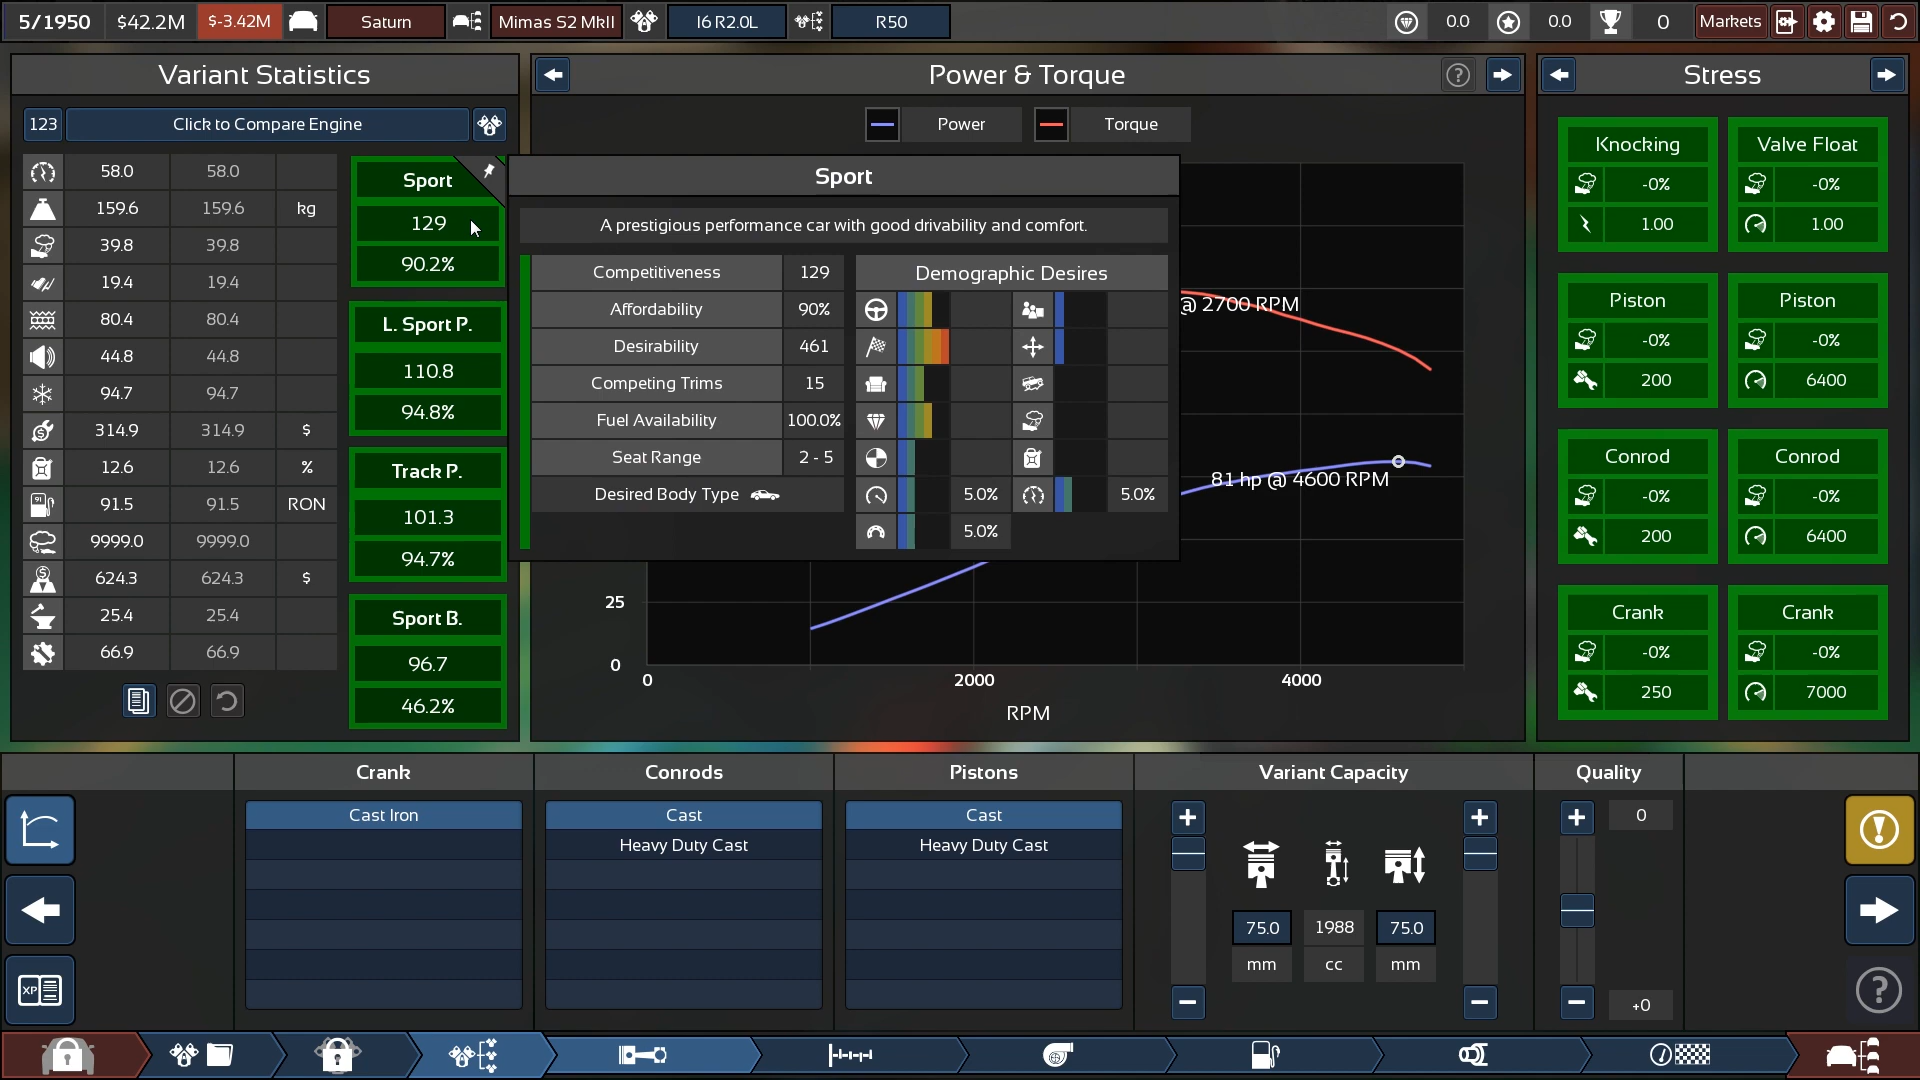 5/1950 $42.2M $-3.42M Saturn Mimas S2 MkII I6 R2.0L R50 0.0 0.0 0 Markets
Variant Statistics
123 Click to Compare Engine
58.0 58.0
159.6 159.6 kg
39.8 39.8
19.4 19.4
80.4 80.4
44.8 44.8
94.7 94.7
314.9 314.9 $
12.6 12.6 %
91.5 91.5 RON
9999.0 9999.0
624.3 624.3 $
25.4 25.4
66.9 66.9
Sport
129
90.2%
L. Sport P.
110.8
94.8%
Track P.
101.3
94.7%
Sport B.
96.7
46.2%
Power & Torque
?
Power Torque
Sport
A prestigious performance car with good drivability and comfort.
Competitiveness 129
Affordability 90%
Desirability 461
Competing Trims 15
Fuel Availability 100.0%
Seat Range 2 - 5
Desired Body Type
Demographic Desires
5.0% 5.0%
5.0%
@ 2700 RPM
81 hp @ 4600 RPM
25
0
0 2000 4000
RPM
Stress
Knocking
-0%
1.00
Valve Float
-0%
1.00
Piston
-0%
200
Piston
-0%
6400
Conrod
-0%
200
Conrod
-0%
6400
Crank
-0%
250
Crank
-0%
7000
Crank
Cast Iron
Conrods
Cast
Heavy Duty Cast
Pistons
Cast
Heavy Duty Cast
Variant Capacity
75.0 1988 75.0
mm cc mm
Quality
0
+0
XP
?